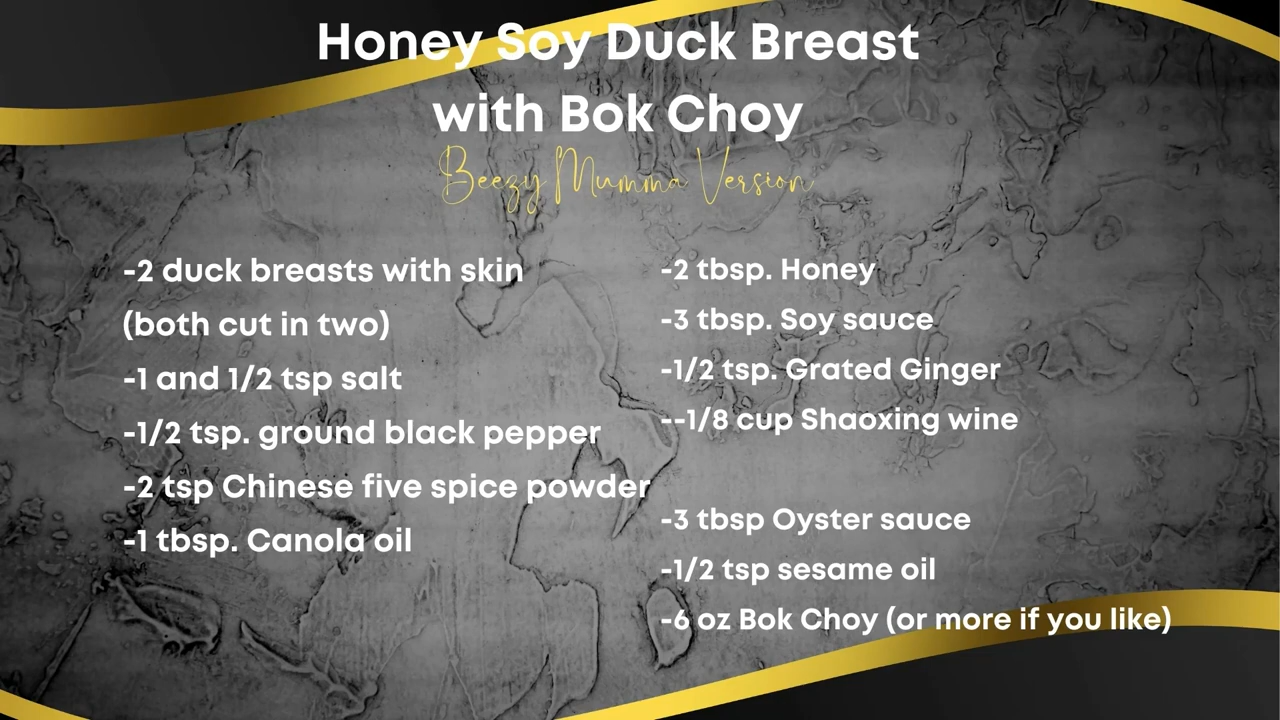 Honey Soy Duck Breast
with Bok Choy
Beezy Mumma Version
-2 duck breasts with skin
(both cut in two)
-1 and 1/2 tsp salt
-1/2 tsp. ground black pepper
-2 tsp Chinese five spice powder
-1 tbsp. Canola oil
-2 tbsp. Honey
-3 tbsp. Soy sauce
-1/2 tsp. Grated Ginger
--1/8 cup Shaoxing wine
-3 tbsp Oyster sauce
-1/2 tsp sesame oil
-6 oz Bok Choy (or more if you like)